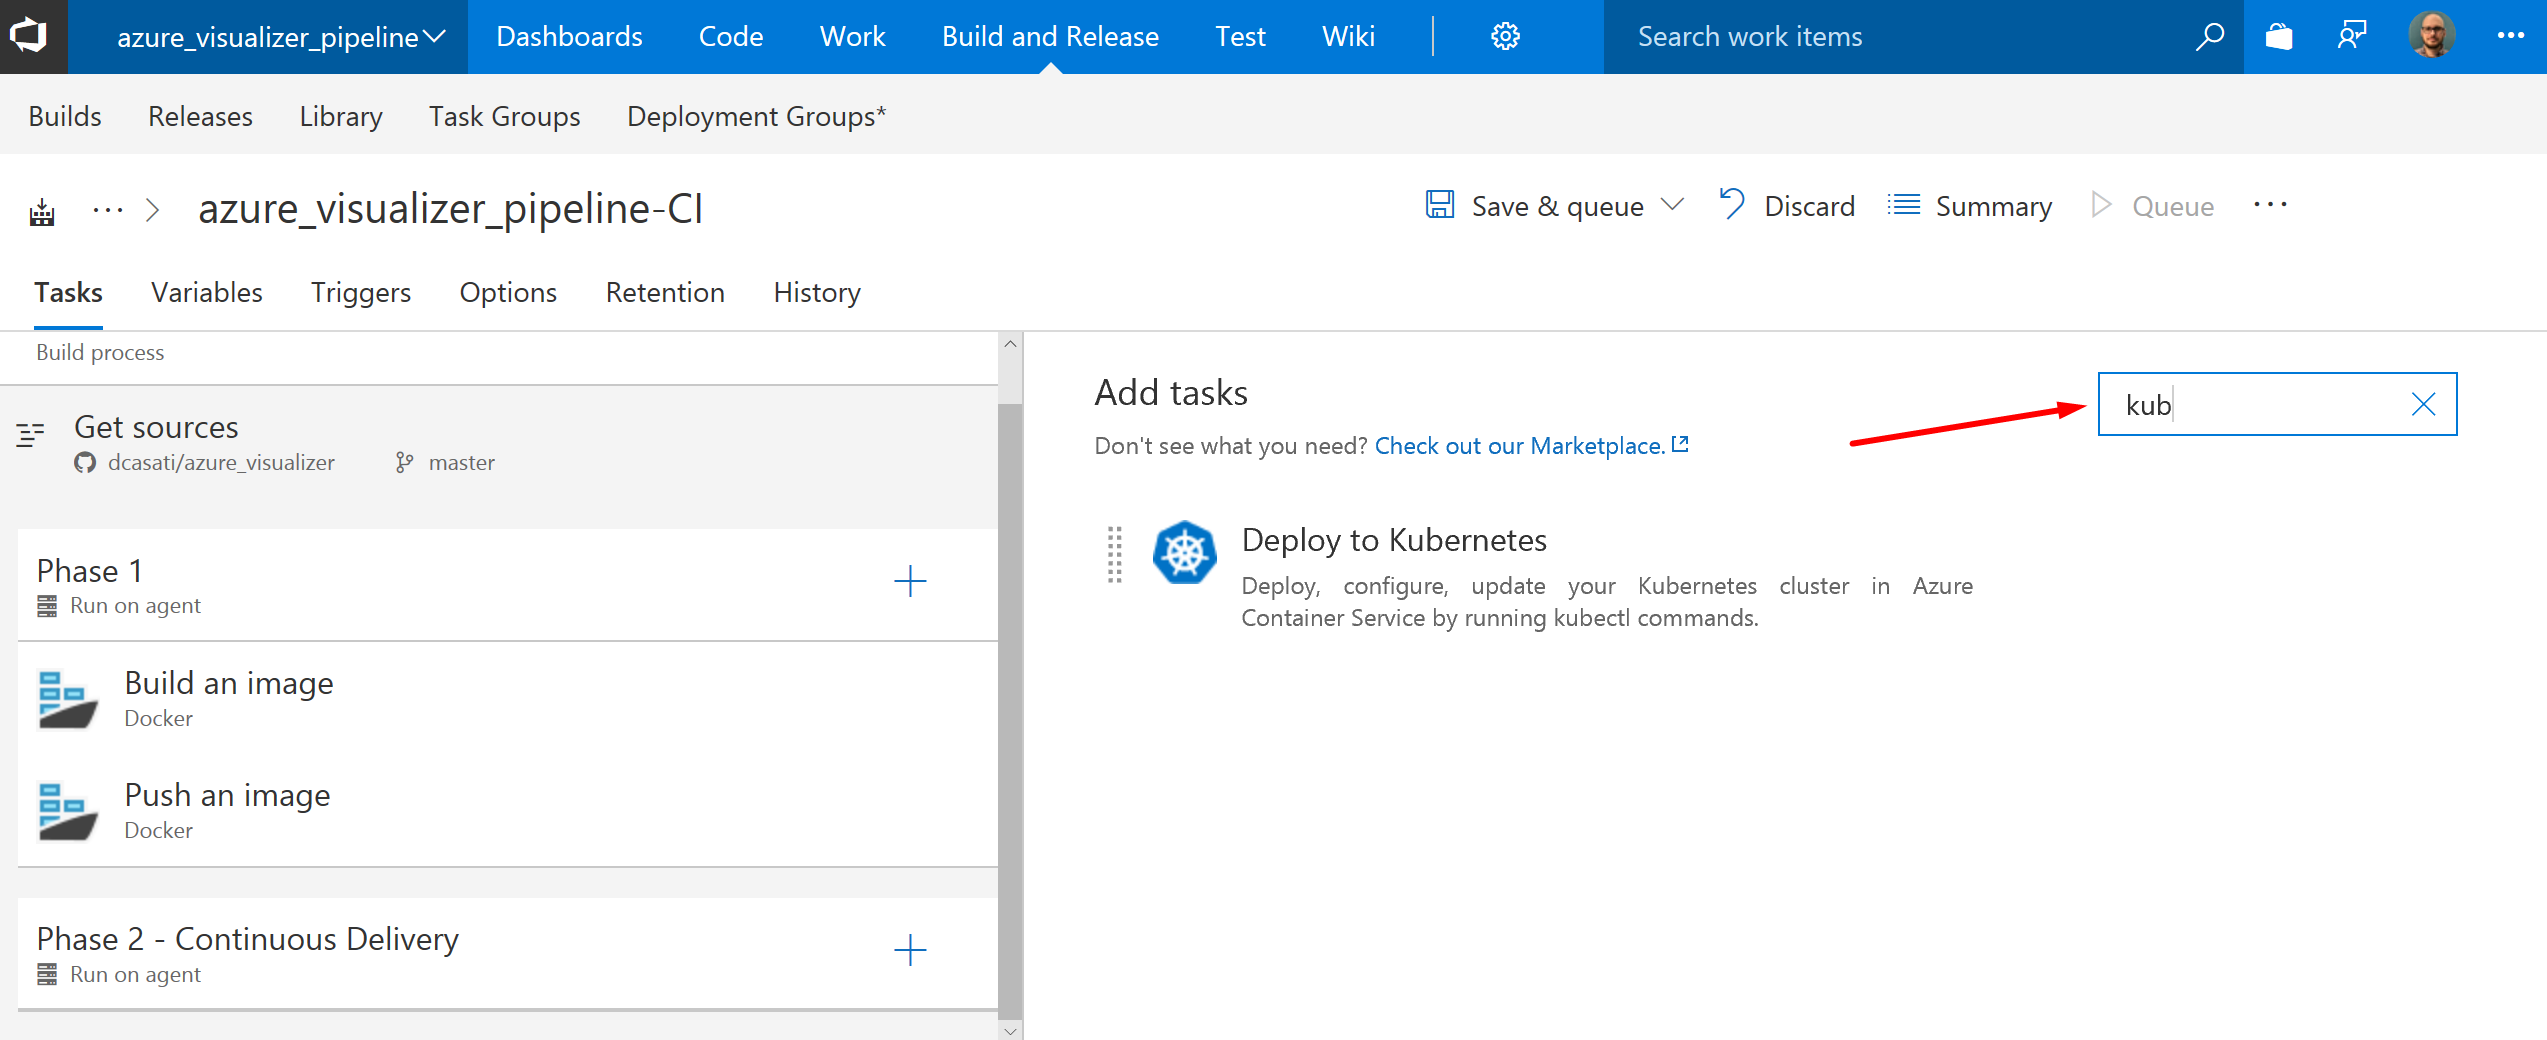 azure_visualizer_pipeline
Dashboards
Code
Work
Build and Release
Test
Wiki
Search work items
Builds
Releases
Library
Task Groups
Deployment Groups*
azure_visualizer_pipeline-CI
Save & queue
Discard
Summary
Queue
Tasks
Variables
Triggers
Options
Retention
History
Build process
Get sources
dcasati/azure_visualizer
master
Phase 1
Run on agent
Build an image
Docker
Push an image
Docker
Phase 2 - Continuous Delivery
Run on agent
Add tasks
kub
Don't see what you need? Check out our Marketplace.
Deploy to Kubernetes
Deploy, configure, update your Kubernetes cluster in Azure
Container Service by running kubectl commands.